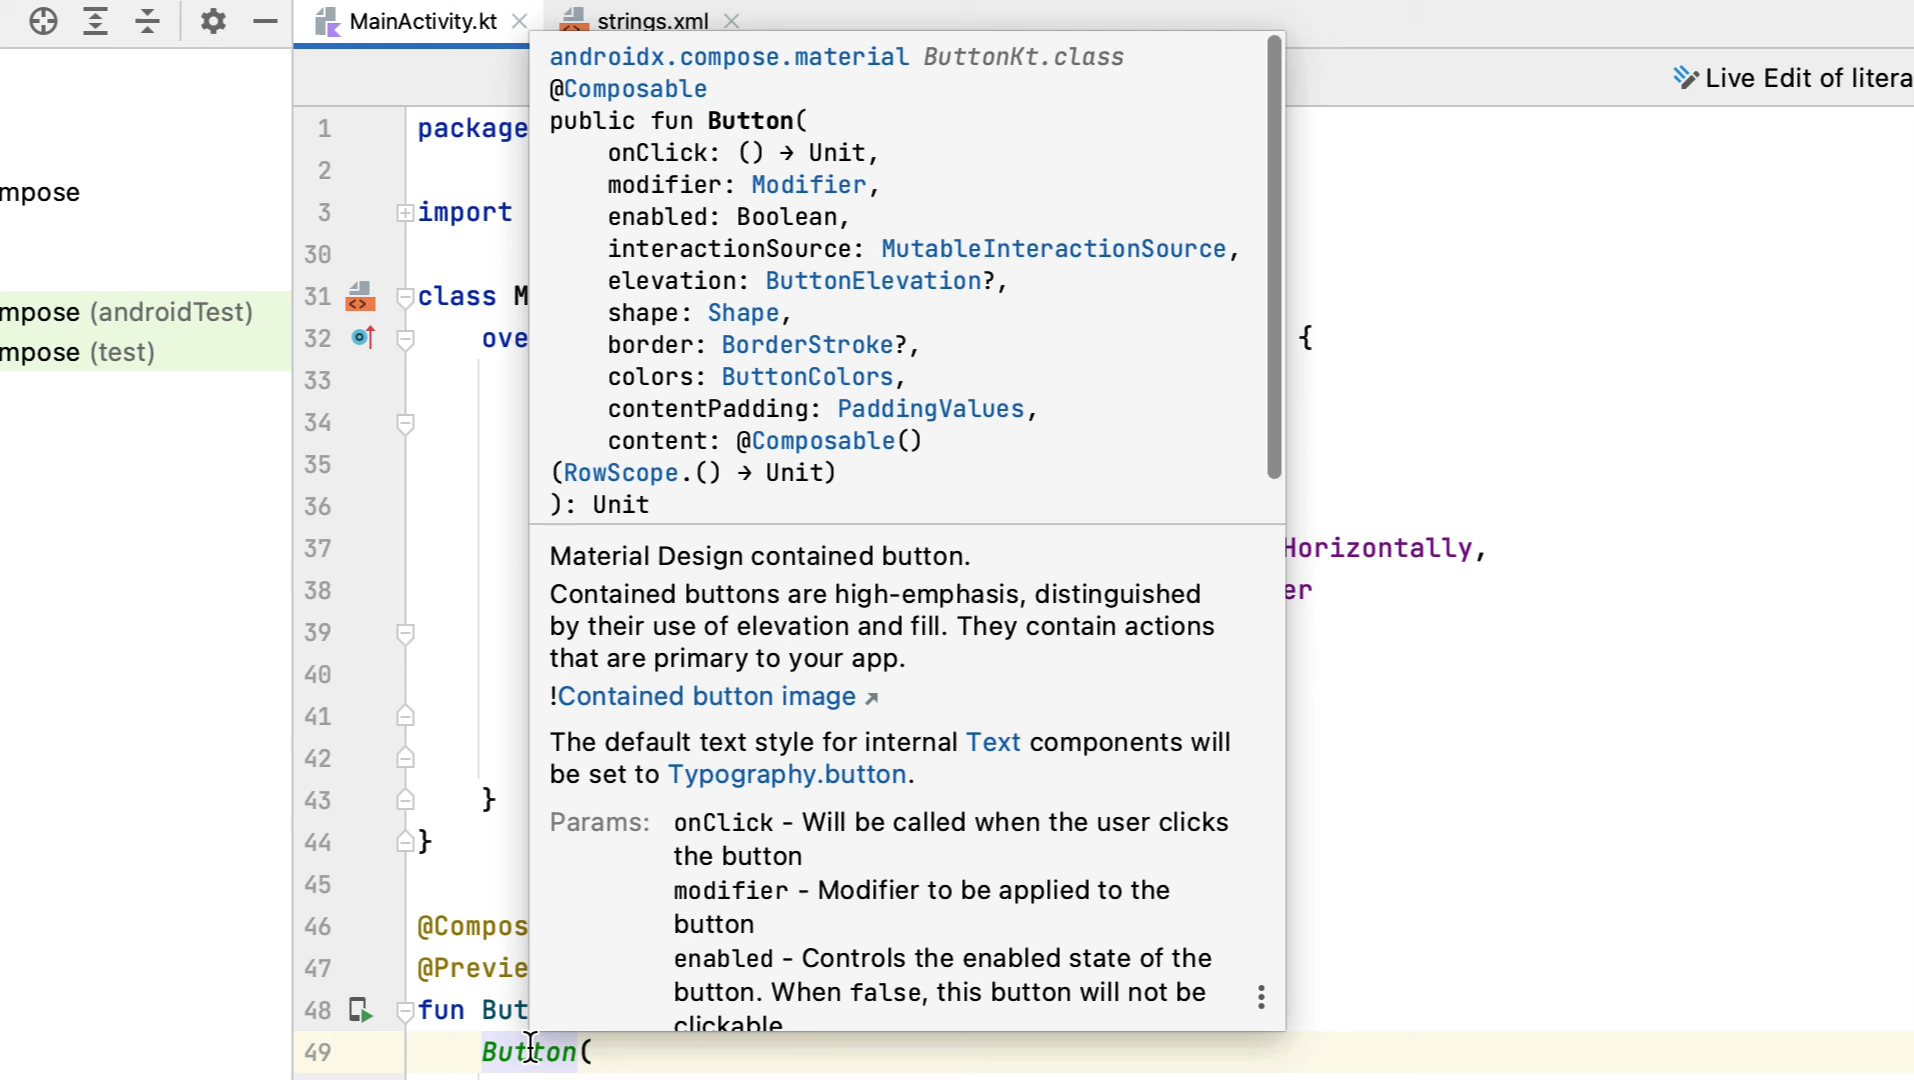 MainActivity.kt
strings.xml
Live Edit of litera
mpose
mpose (androidTest)
mpose (test)
androidx.compose.material ButtonKt.class
@Composable
public fun Button(
onClick: () → Unit,
modifier: Modifier,
enabled: Boolean,
interactionSource: MutableInteractionSource,
elevation: ButtonElevation?,
shape: Shape,
border: BorderStroke?,
colors: ButtonColors,
contentPadding: PaddingValues,
content: @Composable()
(RowScope.() → Unit)
): Unit
Material Design contained button.
Contained buttons are high-emphasis, distinguished
by their use of elevation and fill. They contain actions
that are primary to your app.
!Contained button image ↗
The default text style for internal Text components will
be set to Typography.button.
Params: onClick - Will be called when the user clicks
the button
modifier - Modifier to be applied to the
button
enabled - Controls the enabled state of the
button. When false, this button will not be
clickable
1 package
2
3 import
30
31 class M
32 ove {
33
34
35
36
37 Horizontally,
38 er
39
40
41
42
43 }
44 }
45
46 @Compos
47 @Previe
48 fun But
49 Button(